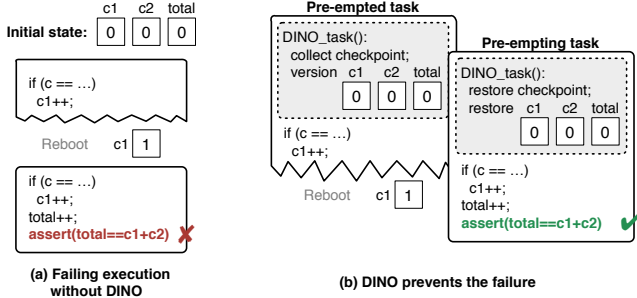 c1 c2 total
Initial state: 0 0 0
if (c == ...)
c1++;
Reboot c1 1
if (c == ...)
c1++;
total++;
assert(total==c1+c2) ✘
(a) Failing execution
without DINO
Pre-empted task
DINO_task():
collect checkpoint;
version c1 c2 total
0 0 0
if (c == ...)
c1++;
Reboot c1 1
Pre-empting task
DINO_task():
restore checkpoint;
restore c1 c2 total
0 0 0
if (c == ...)
c1++;
total++;
assert(total==c1+c2) ✔
(b) DINO prevents the failure